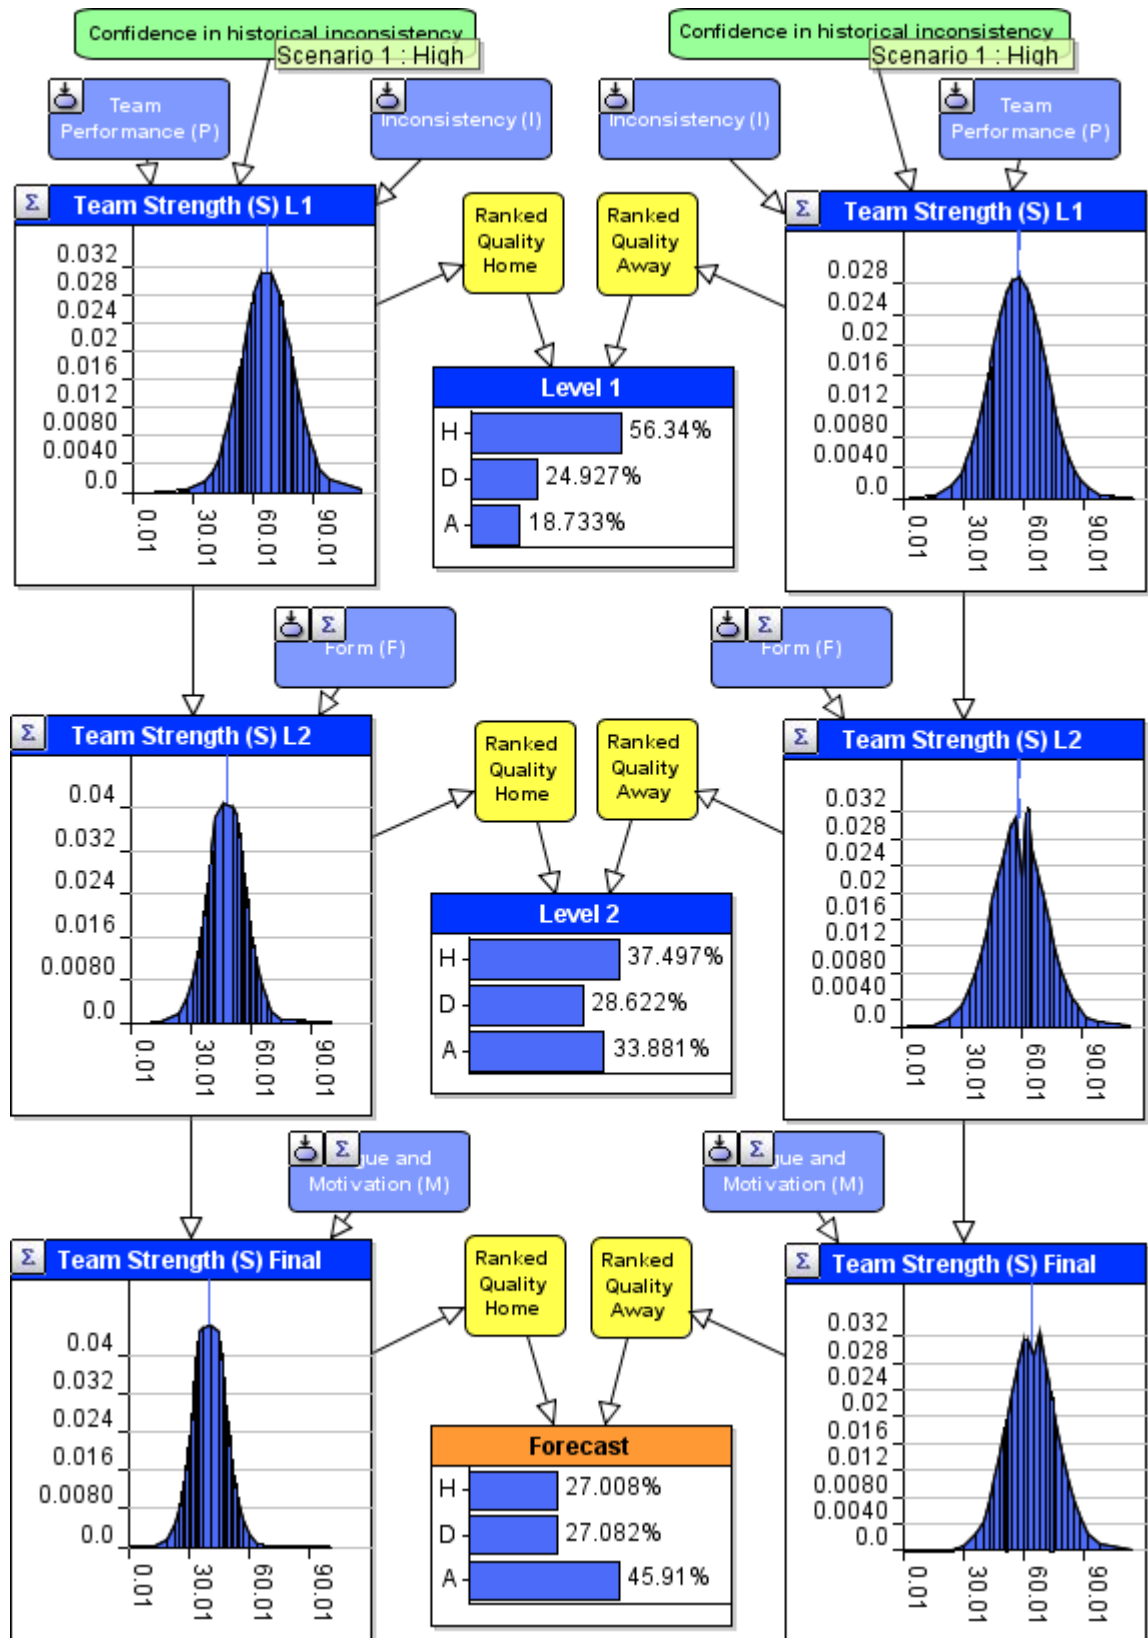 Confidence in historical inconsistency
Scenario 1 : High
Confidence in historical inconsistency
Scenario 1 : High
Team
Performance (P)
Inconsistency (I)
Inconsistency (I)
Team
Performance (P)
Σ Team Strength (S) L1
0.032
0.028
0.024
0.02
0.016
0.012
0.0080
0.0040
0.0
0.01
30.01
60.01
90.01
Ranked
Quality
Home
Ranked
Quality
Away
Level 1
H 56.34%
D 24.927%
A 18.733%
Σ Team Strength (S) L1
0.028
0.024
0.02
0.016
0.012
0.0080
0.0040
0.0
0.01
30.01
60.01
90.01
Σ
Form (F)
Σ
Form (F)
Σ Team Strength (S) L2
0.04
0.032
0.024
0.016
0.0080
0.0
0.01
30.01
60.01
90.01
Ranked
Quality
Home
Ranked
Quality
Away
Level 2
H 37.497%
D 28.622%
A 33.881%
Σ Team Strength (S) L2
0.032
0.028
0.024
0.02
0.016
0.012
0.0080
0.0040
0.0
0.01
30.01
60.01
90.01
Σ gue and
Motivation (M)
Σ gue and
Motivation (M)
Σ Team Strength (S) Final
0.04
0.032
0.024
0.016
0.0080
0.0
0.01
30.01
60.01
90.01
Ranked
Quality
Home
Ranked
Quality
Away
Forecast
H 27.008%
D 27.082%
A 45.91%
Σ Team Strength (S) Final
0.032
0.028
0.024
0.02
0.016
0.012
0.0080
0.0040
0.0
0.01
30.01
60.01
90.01